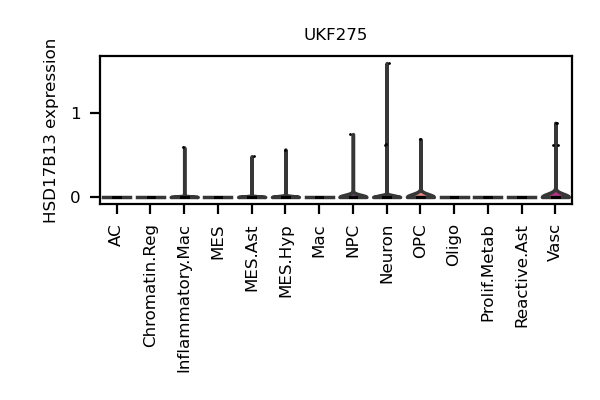 UKF275
HSD17B13 expression
1
0
AC
Chromatin.Reg
Inflammatory.Mac
MES
MES.Ast
MES.Hyp
Mac
NPC
Neuron
OPC
Oligo
Prolif.Metab
Reactive.Ast
Vasc